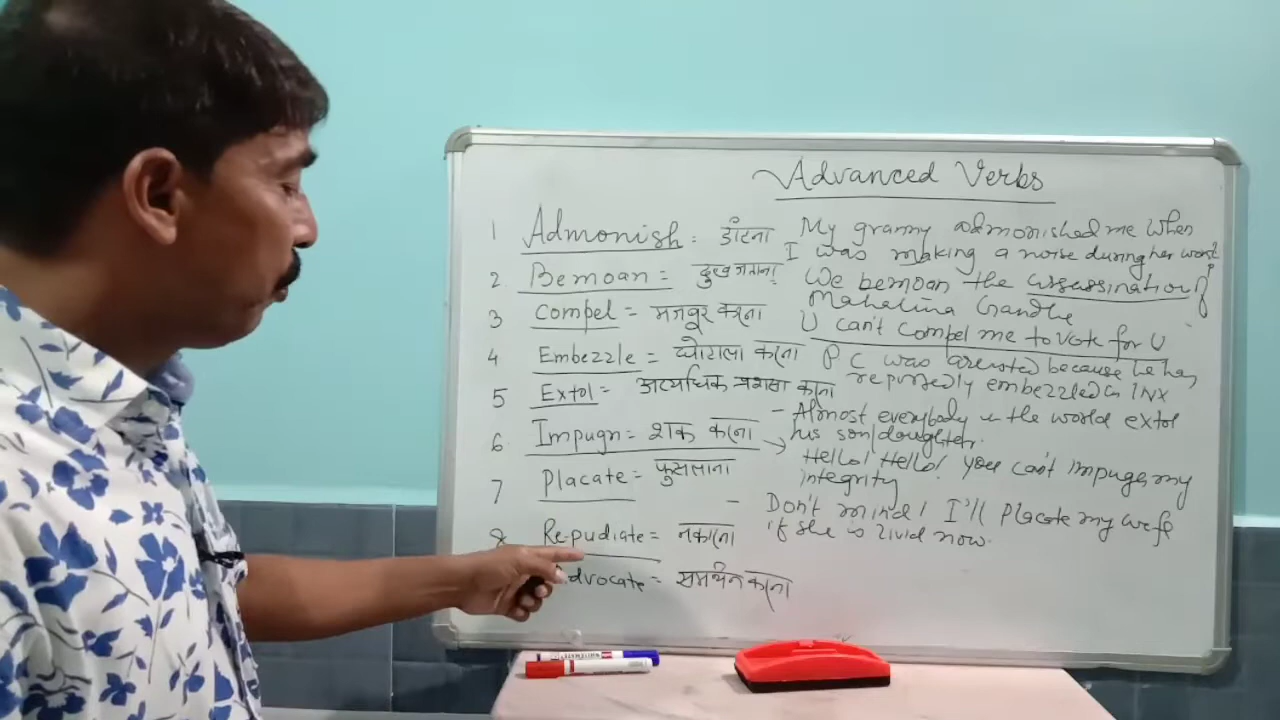 Advanced Verbs
1 Admonish = डांटना My granny admonished me when
I was making a noise during her worship
2. Bemoan = दुख जताना We bemoan the assassination of
Mahatma Gandhi
3 Compel = मजबूर करना U can't compel me to vote for U
4 Embezzle = घोटाला करना P C was arrested because he has
reputedly embezzled in INX
5 Extol = अत्यधिक प्रशंसा करना
- Almost everybody in the world extol
his son/daughter.
6 Impugn = शक करना → Hello! Hello! You can't impugn my
integrity
7 Placate = फुसलाना
- Don't mind! I'll placate my wife
if she is livid now.
8 Repudiate = नकारना
Advocate = समर्थन करना